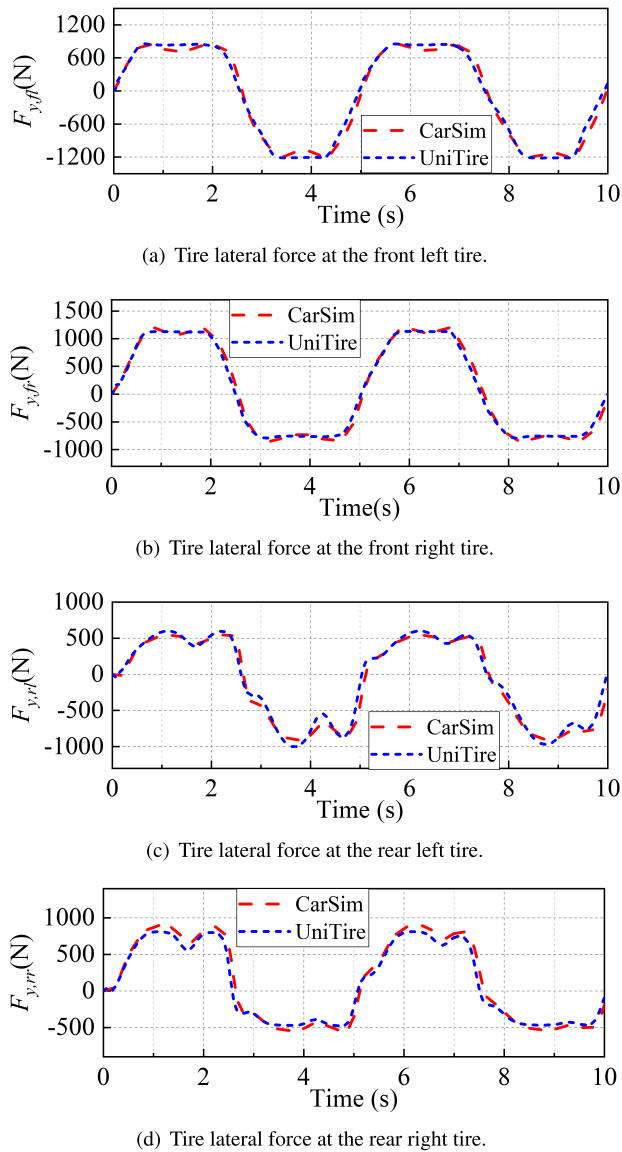 1200
600
0
-600
-1200
F_y,fl(N)
CarSim
UniTire
0 2 4 6 8 10
Time (s)
(a) Tire lateral force at the front left tire.
1500
1000
500
0
-500
-1000
F_y,fr(N)
CarSim
UniTire
0 2 4 6 8 10
Time(s)
(b) Tire lateral force at the front right tire.
1000
500
0
-500
-1000
F_y,rl(N)
CarSim
UniTire
0 2 4 6 8 10
Time (s)
(c) Tire lateral force at the rear left tire.
1000
500
0
-500
F_y,rr(N)
CarSim
UniTire
0 2 4 6 8 10
Time (s)
(d) Tire lateral force at the rear right tire.